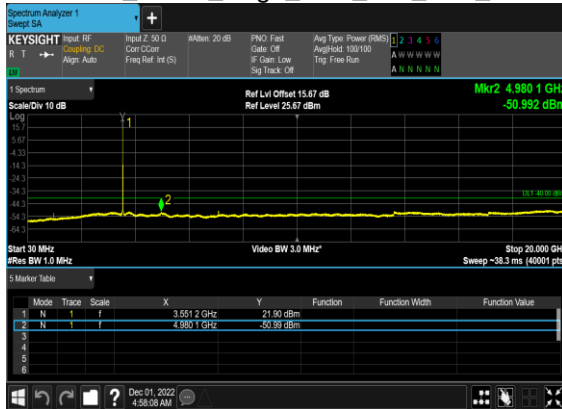 Spectrum Analyzer 1
Swept SA
+
KEYSIGHT Input: RF Input Z: 50 Ω #Atten: 20 dB PNO: Fast Avg Type: Power (RMS) 1 2 3 4 5 6
R T Coupling: DC Corr CCorr Gate: Off Avg|Hold: 100/100 A W W W W W
Align: Auto Freq Ref: Int (S) IF Gain: Low Trig: Free Run
Sig Track: Off A N N N N N
1 Spectrum
Scale/Div 10 dB Ref Lvl Offset 15.67 dB Mkr2 4.980 1 GHz
Ref Level 25.67 dBm -50.992 dBm
Log
15.7
5.67
-4.33
-14.3
-24.3
-34.3
-44.3
-54.3
-64.3
1
2
Start 30 MHz Video BW 3.0 MHz* Stop 20.000 GH
#Res BW 1.0 MHz Sweep ~38.3 ms (40001 pts
5 Marker Table
Mode Trace Scale X Y Function Function Width Function Value
1 N 1 f 3.551 2 GHz 21.90 dBm
2 N 1 f 4.980 1 GHz -50.99 dBm
3
4
5
6
? Dec 01, 2022
4:58:08 AM